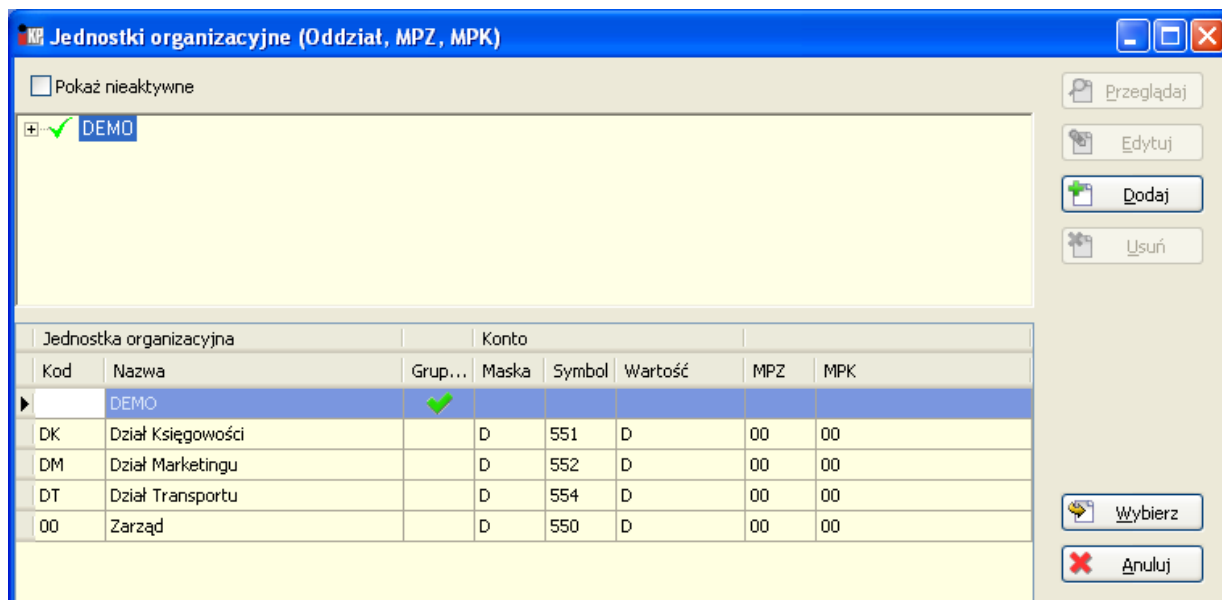 KP Jednostki organizacyjne (Oddział, MPZ, MPK)
Pokaż nieaktywne
Przeglądaj
DEMO
Edytuj
Dodaj
Usuń
Jednostka organizacyjna Konto
Kod Nazwa Grup... Maska Symbol Wartość MPZ MPK
DEMO
DK Dział Księgowości D 551 D 00 00
DM Dział Marketingu D 552 D 00 00
DT Dział Transportu D 554 D 00 00
00 Zarząd D 550 D 00 00
Wybierz
Anuluj